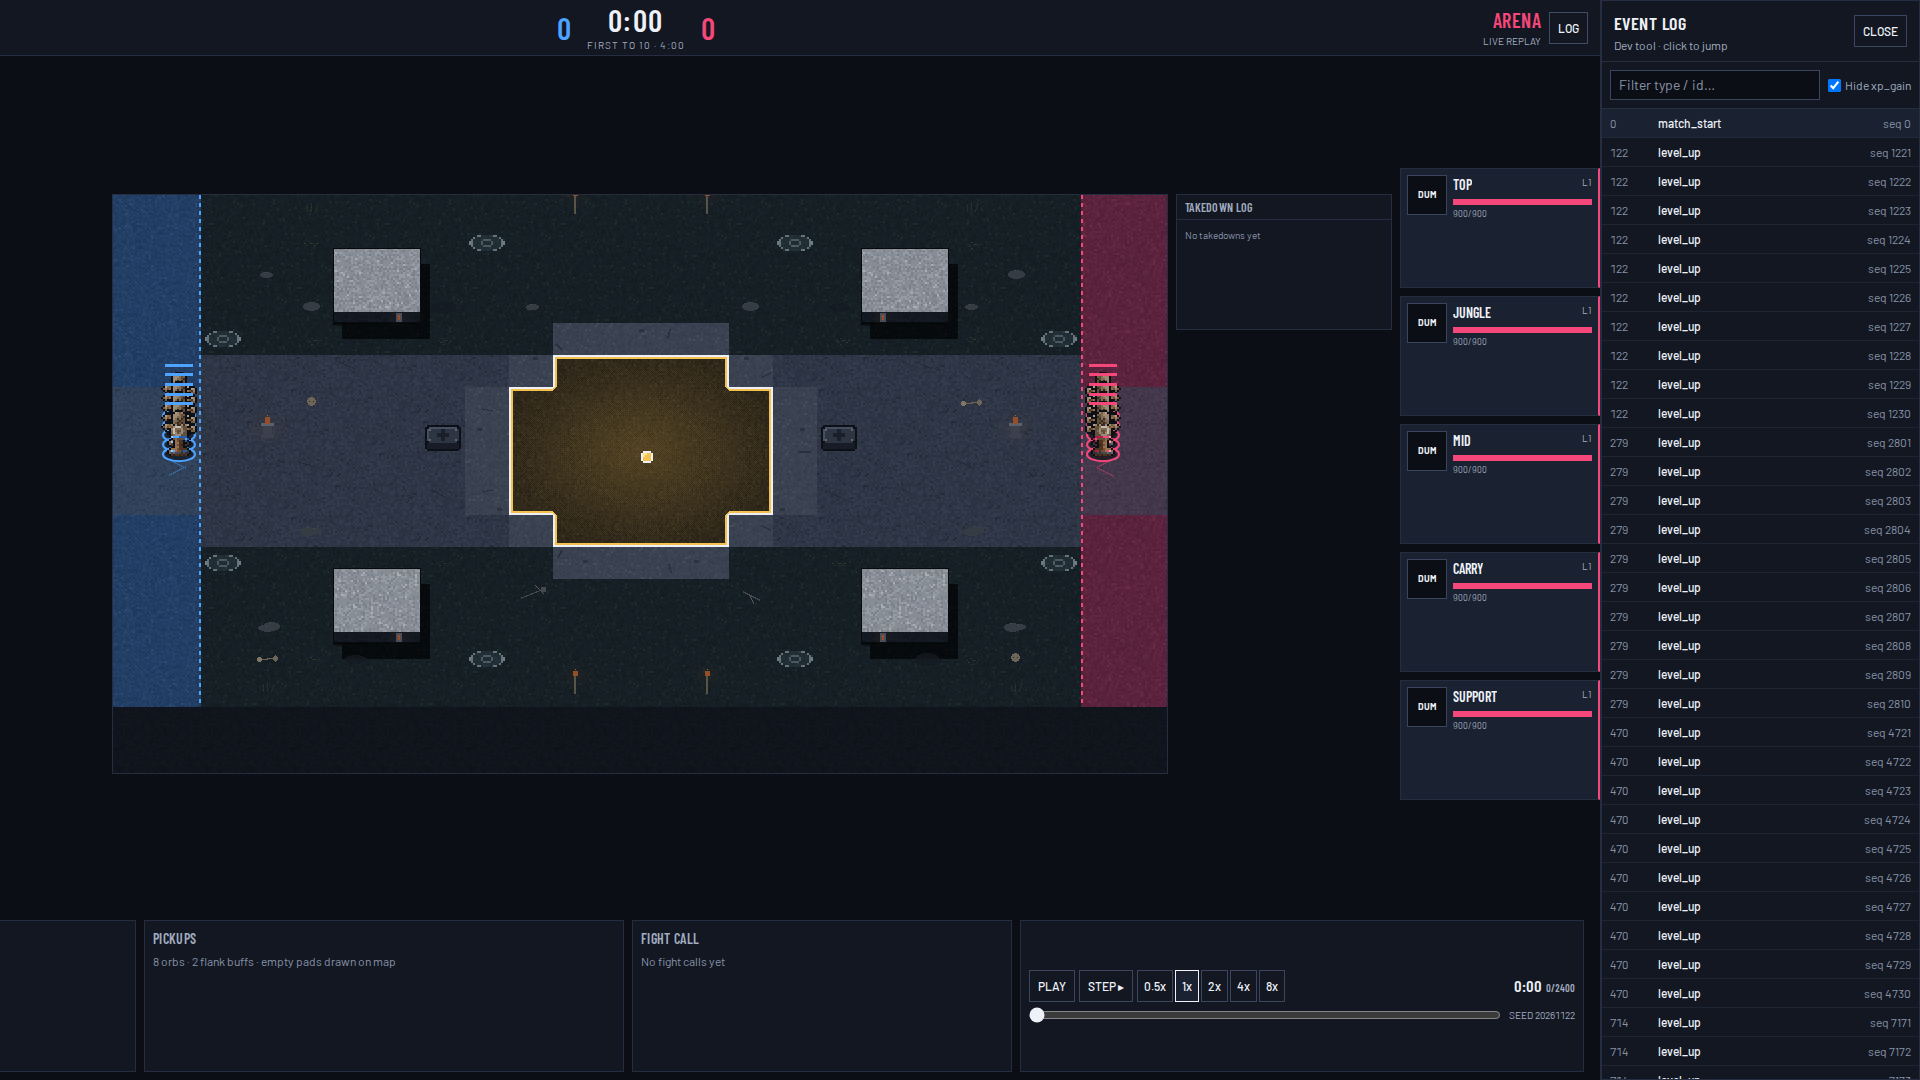 0
0:00
0
FIRST TO 10 · 4:00
ARENA
LIVE REPLAY
LOG
TAKEDOWN LOG
No takedowns yet
DUM
TOP
L1
900/900
DUM
JUNGLE
L1
900/900
DUM
MID
L1
900/900
DUM
CARRY
L1
900/900
DUM
SUPPORT
L1
900/900
PICKUPS
8 orbs · 2 flank buffs · empty pads drawn on map
FIGHT CALL
No fight calls yet
PLAY
STEP ▸
0.5x
1x
2x
4x
8x
0:00 0/2400
SEED 20261122
EVENT LOG
Dev tool · click to jump
CLOSE
Filter type / id...
Hide xp_gain
0 match_start seq 0
122 level_up seq 1221
122 level_up seq 1222
122 level_up seq 1223
122 level_up seq 1224
122 level_up seq 1225
122 level_up seq 1226
122 level_up seq 1227
122 level_up seq 1228
122 level_up seq 1229
122 level_up seq 1230
279 level_up seq 2801
279 level_up seq 2802
279 level_up seq 2803
279 level_up seq 2804
279 level_up seq 2805
279 level_up seq 2806
279 level_up seq 2807
279 level_up seq 2808
279 level_up seq 2809
279 level_up seq 2810
470 level_up seq 4721
470 level_up seq 4722
470 level_up seq 4723
470 level_up seq 4724
470 level_up seq 4725
470 level_up seq 4726
470 level_up seq 4727
470 level_up seq 4728
470 level_up seq 4729
470 level_up seq 4730
714 level_up seq 7171
714 level_up seq 7172